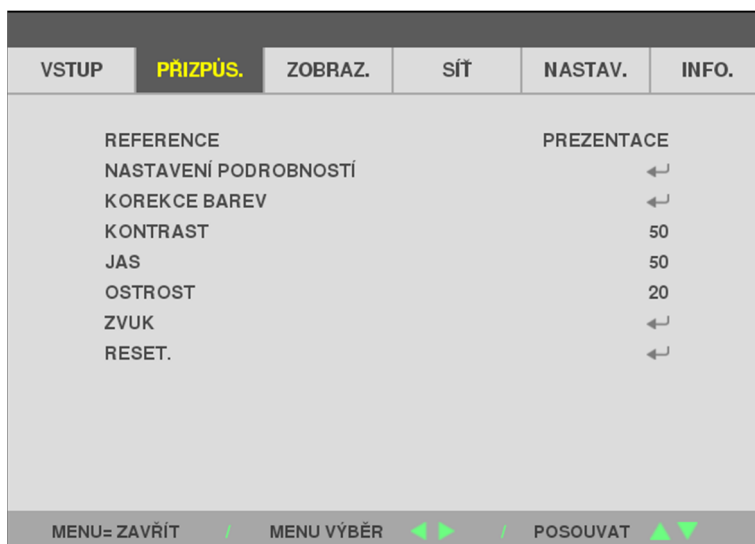 VSTUP PŘIZPŮS. ZOBRAZ. SÍŤ NASTAV. INFO.
REFERENCE PREZENTACE
NASTAVENÍ PODROBNOSTÍ
KOREKCE BAREV
KONTRAST 50
JAS 50
OSTROST 20
ZVUK
RESET.
MENU= ZAVŘÍT / MENU VÝBĚR / POSOUVAT